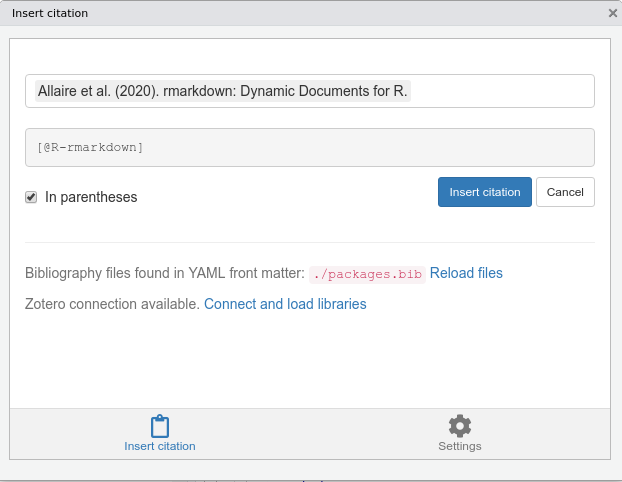 Insert citation
Allaire et al. (2020). rmarkdown: Dynamic Documents for R.
[@R-rmarkdown]
In parentheses
Insert citation
Cancel
Bibliography files found in YAML front matter: ./packages.bib Reload files
Zotero connection available. Connect and load libraries
Insert citation
Settings